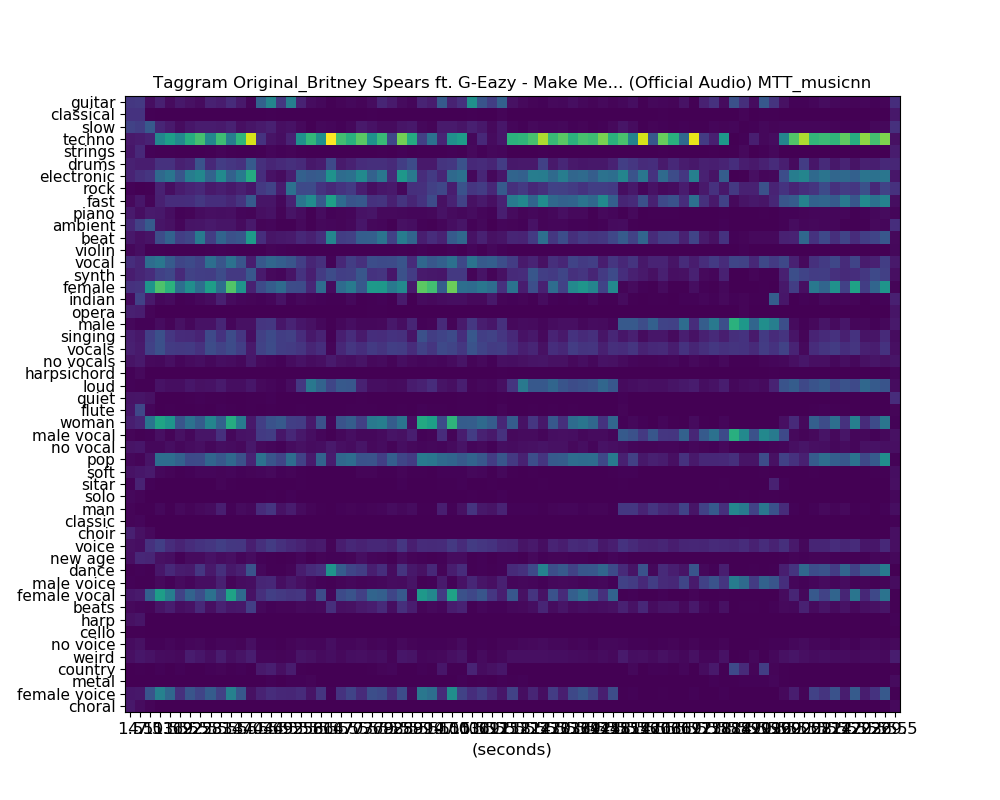 Taggram Original_Britney Spears ft. G-Eazy - Make Me... (Official Audio) MTT_musicnn
guitar
classical
slow
techno
strings
drums
electronic
rock
fast
piano
ambient
beat
violin
vocal
synth
female
indian
opera
male
singing
vocals
no vocals
harpsichord
loud
quiet
flute
woman
male vocal
no vocal
pop
soft
sitar
solo
man
classic
choir
voice
new age
dance
male voice
female vocal
beats
harp
cello
no voice
weird
country
metal
female voice
choral
(seconds)